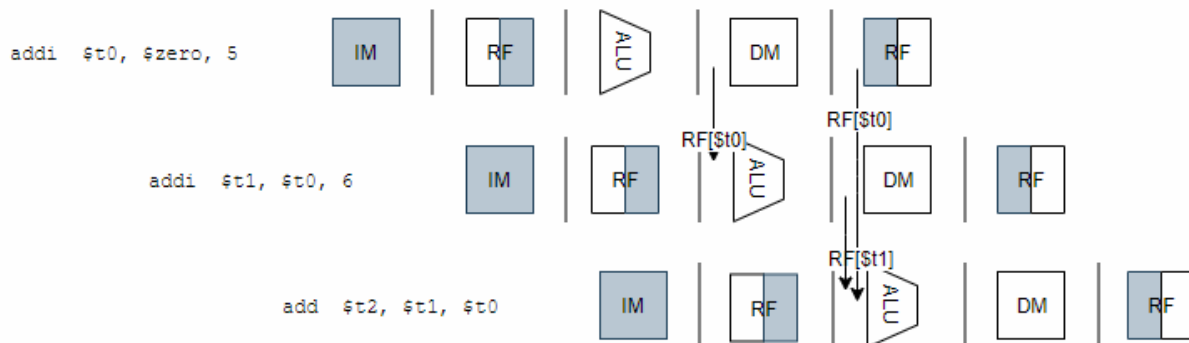 addi $t0, $zero, 5 IM RF ALU DM RF
RF[$t0] RF[$t0]
addi $t1, $t0, 6 IM RF ALU DM RF
RF[$t1]
add $t2, $t1, $t0 IM RF ALU DM RF